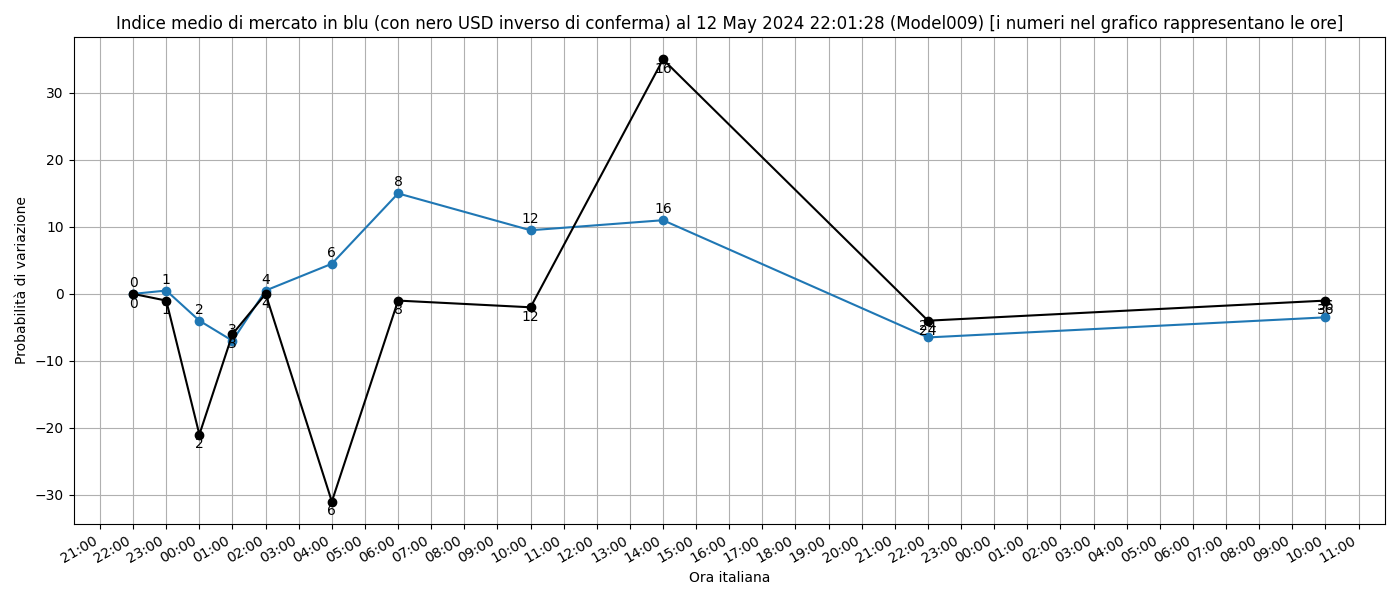 Indice medio di mercato in blu (con nero USD inverso di conferma) al 12 May 2024 22:01:28 (Model009) [i numeri nel grafico rappresentano le ore]
Probabilità di variazione
30
20
10
0
−10
−20
−30
0 1 2 3 4 6 8 12 16 24 36
0 1 2 3 4 6 8 12 16 24 36
21:00 22:00 23:00 00:00 01:00 02:00 03:00 04:00 05:00 06:00 07:00 08:00 09:00 10:00 11:00 12:00 13:00 14:00 15:00 16:00 17:00 18:00 19:00 20:00 21:00 22:00 23:00 00:00 01:00 02:00 03:00 04:00 05:00 06:00 07:00 08:00 09:00 10:00 11:00
Ora italiana